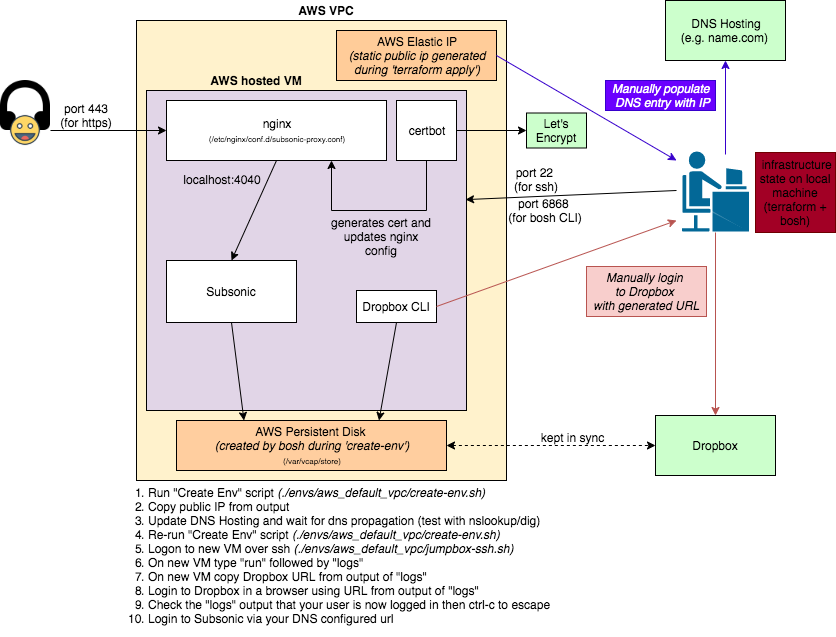 AWS VPC
DNS Hosting
(e.g. name.com)
AWS Elastic IP
(static public ip generated
during 'terraform apply')
AWS hosted VM
Manually populate
DNS entry with IP
port 443
(for https)
nginx
(/etc/nginx/conf.d/subsonic-proxy.conf)
certbot
Let's
Encrypt
localhost:4040
port 22
(for ssh)
port 6868
(for bosh CLI)
Infrastructure
state on local
machine
(terraform +
bosh)
generates cert and
updates nginx
config
Subsonic
Dropbox CLI
Manually login
to Dropbox
with generated URL
AWS Persistent Disk
(created by bosh during 'create-env')
(/var/vcap/store)
kept in sync
Dropbox
1. Run "Create Env" script (./envs/aws_default_vpc/create-env.sh)
2. Copy public IP from output
3. Update DNS Hosting and wait for dns propagation (test with nslookup/dig)
4. Re-run "Create Env" script (./envs/aws_default_vpc/create-env.sh)
5. Logon to new VM over ssh (./envs/aws_default_vpc/jumpbox-ssh.sh)
6. On new VM type "run" followed by "logs"
7. On new VM copy Dropbox URL from output of "logs"
8. Login to Dropbox in a browser using URL from output of "logs"
9. Check the "logs" output that your user is now logged in then ctrl-c to escape
10. Login to Subsonic via your DNS configured url